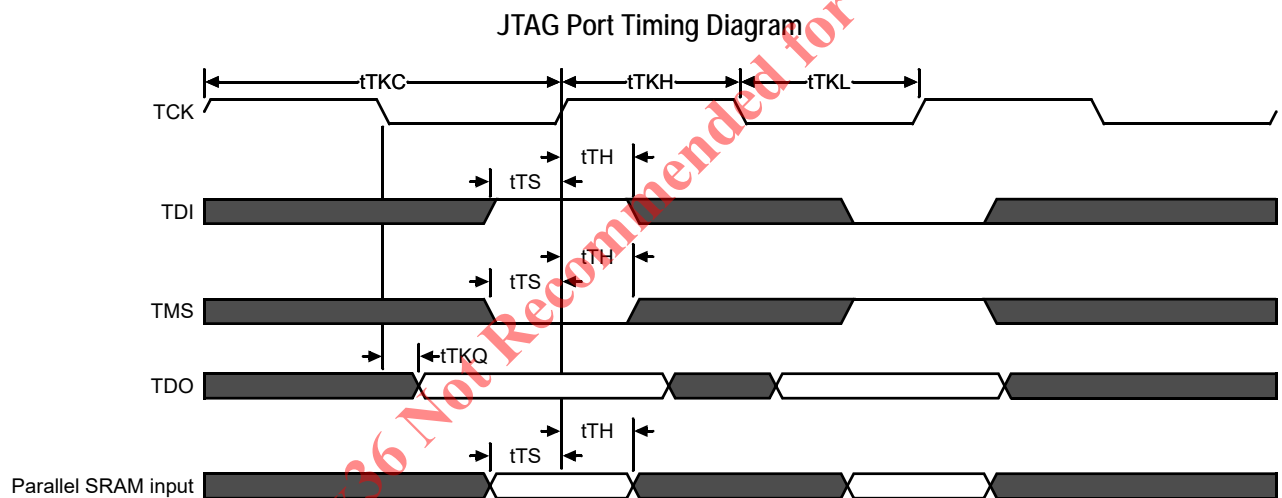 JTAG Port Timing Diagram
tTKC tTKH tTKL
TCK
tTH
tTS
TDI
tTH
tTS
TMS
tTKQ
TDO
tTH
tTS
Parallel SRAM input
36 Not Recommended for